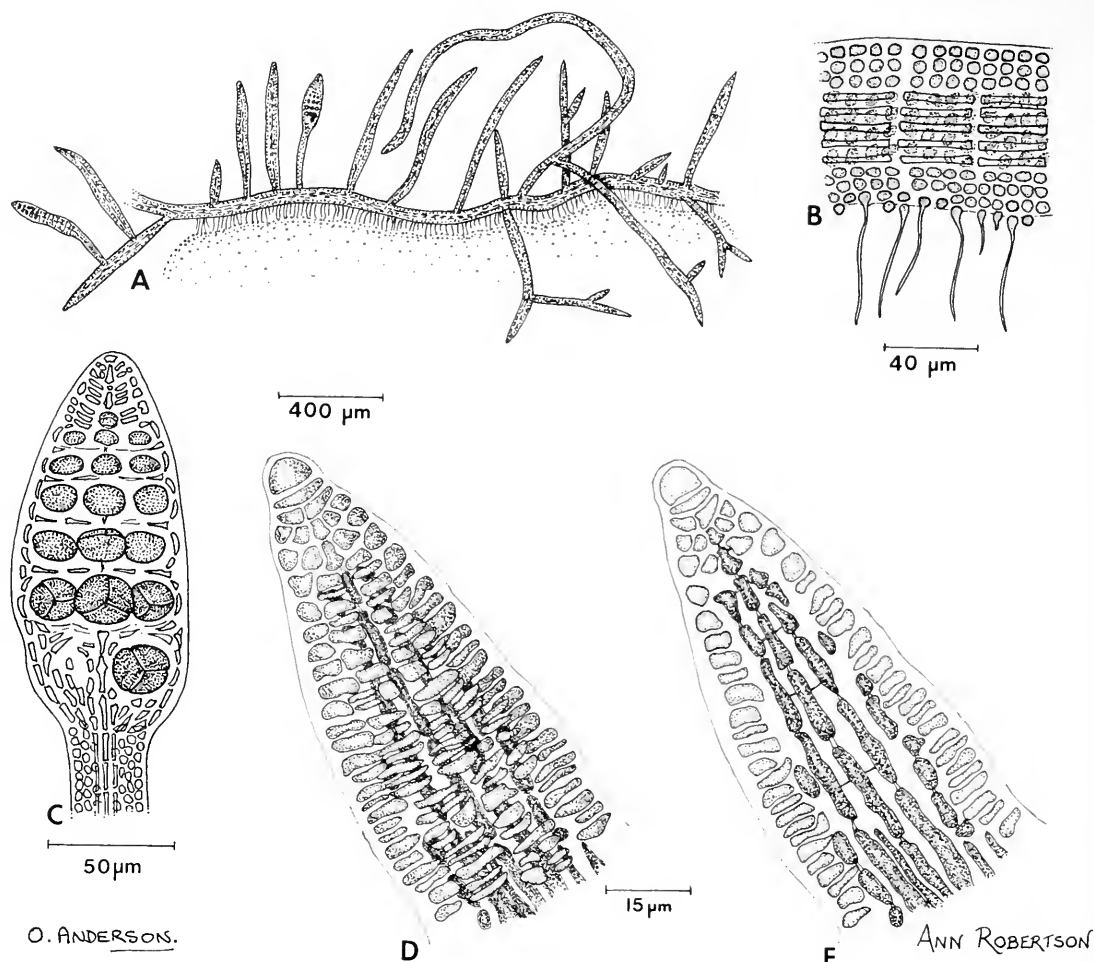 A
B
40 µm
400 µm
C
50µm
D
15µm
E
O. ANDERSON.
ANN ROBERTSON